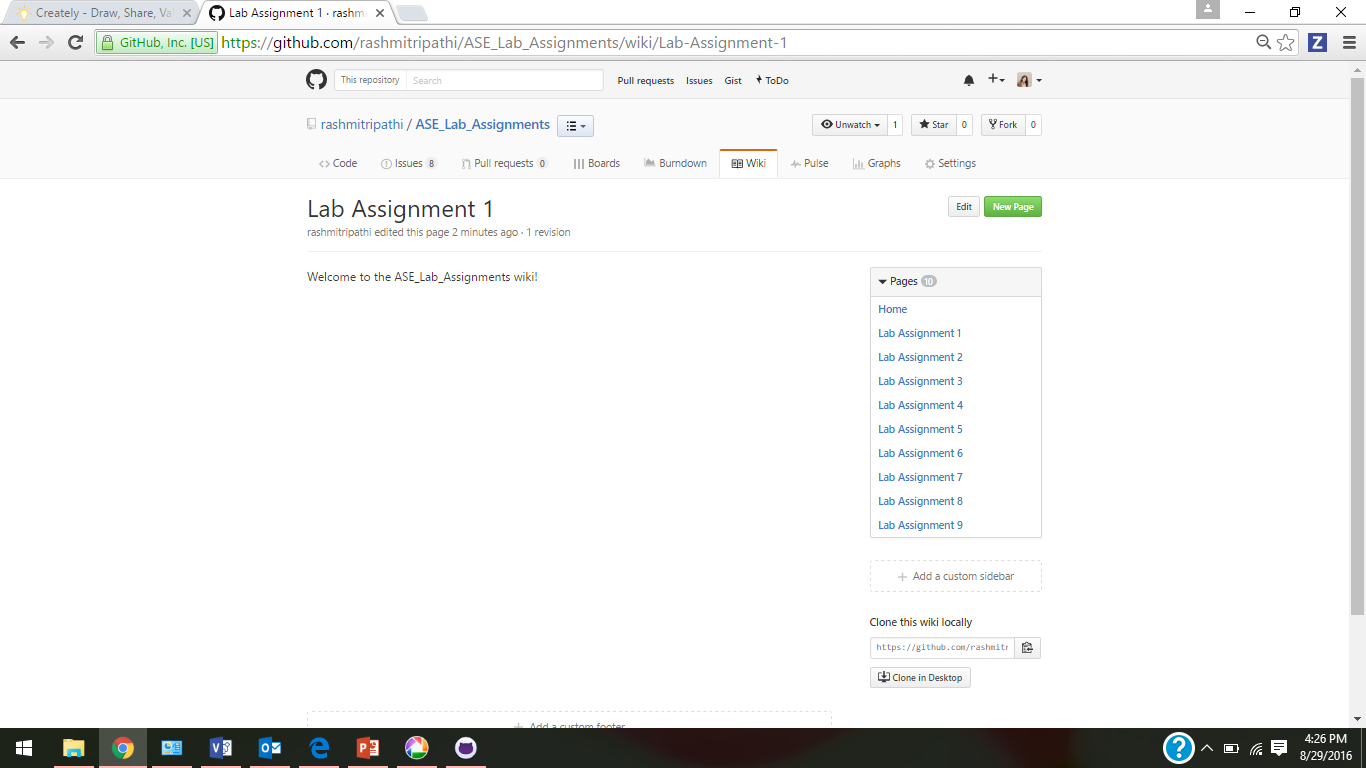 Creately - Draw, Share, Va
Lab Assignment 1 · rashm
GitHub, Inc. [US] https://github.com/rashmitripathi/ASE_Lab_Assignments/wiki/Lab-Assignment-1
This repository Search Pull requests Issues Gist ToDo
rashmitripathi / ASE_Lab_Assignments
Unwatch 1 Star 0 Fork 0
Code Issues 8 Pull requests 0 Boards Burndown Wiki Pulse Graphs Settings
Lab Assignment 1
Edit New Page
rashmitripathi edited this page 2 minutes ago · 1 revision
Welcome to the ASE_Lab_Assignments wiki!
Pages 10
Home
Lab Assignment 1
Lab Assignment 2
Lab Assignment 3
Lab Assignment 4
Lab Assignment 5
Lab Assignment 6
Lab Assignment 7
Lab Assignment 8
Lab Assignment 9
+ Add a custom sidebar
Clone this wiki locally
https://github.com/rashmitr
Clone in Desktop
+ Add a custom footer
4:26 PM
8/29/2016